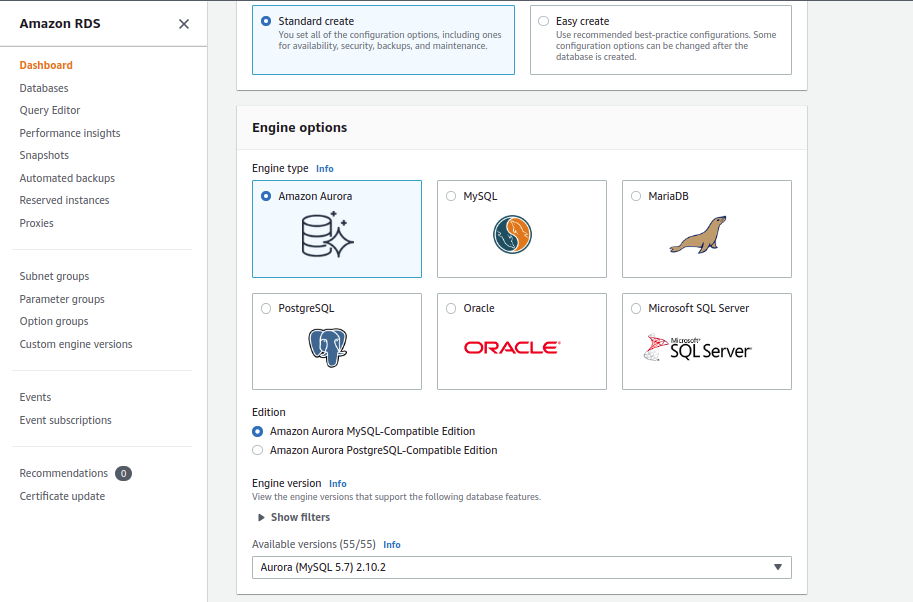 Amazon RDS
Dashboard
Databases
Query Editor
Performance insights
Snapshots
Automated backups
Reserved instances
Proxies
Subnet groups
Parameter groups
Option groups
Custom engine versions
Events
Event subscriptions
Recommendations 0
Certificate update
Standard create
You set all of the configuration options, including ones
for availability, security, backups, and maintenance.
Easy create
Use recommended best-practice configurations. Some
configuration options can be changed after the
database is created.
Engine options
Engine type Info
Amazon Aurora
MySQL
MariaDB
PostgreSQL
Oracle
ORACLE
Microsoft SQL Server
Microsoft
SQL Server
Edition
Amazon Aurora MySQL-Compatible Edition
Amazon Aurora PostgreSQL-Compatible Edition
Engine version Info
View the engine versions that support the following database features.
Show filters
Available versions (55/55) Info
Aurora (MySQL 5.7) 2.10.2